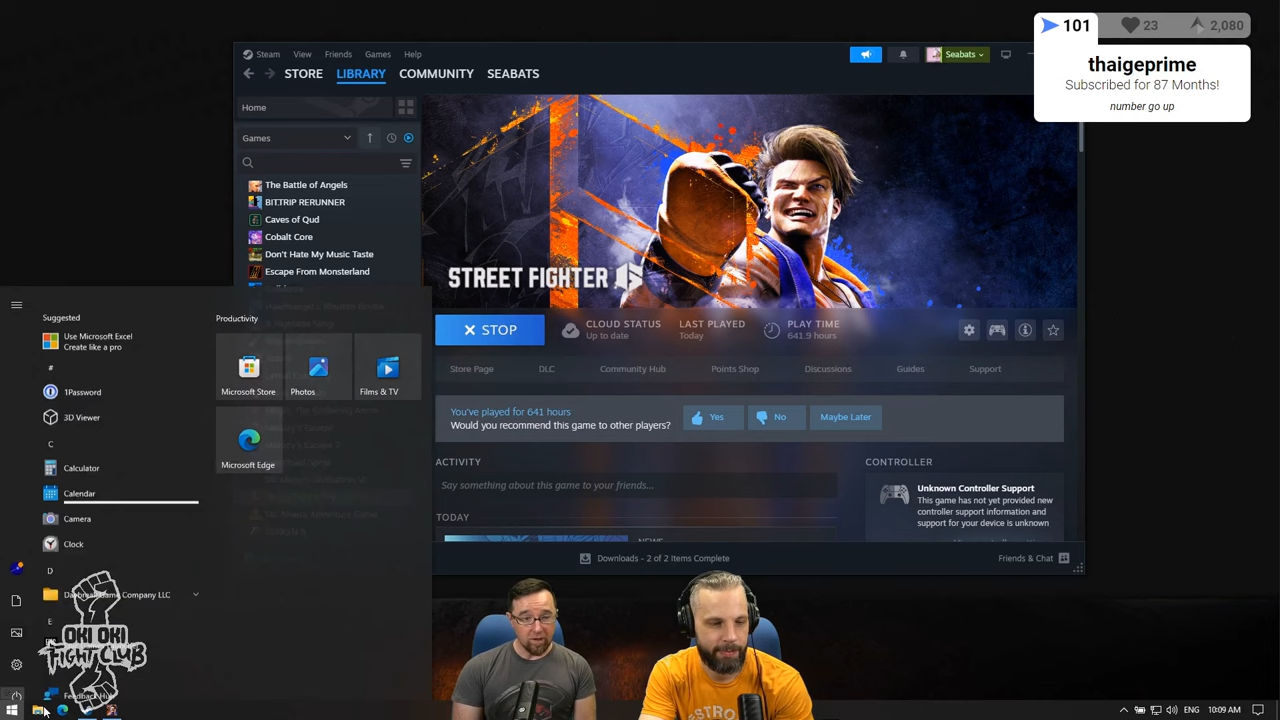 101
23
2,080
thaigeprime
Subscribed for 87 Months!
number go up
Steam
View
Friends
Games
Help
Seabats
STORE
LIBRARY
COMMUNITY
SEABATS
Home
Games
The Battle of Angels
BIT.TRIP RERUNNER
Caves of Qud
Cobalt Core
Don't Hate My Music Taste
Escape From Monsterland
STREET FIGHTER 6
STOP
CLOUD STATUS
Up to date
LAST PLAYED
Today
PLAY TIME
641.9 hours
Store Page
DLC
Community Hub
Points Shop
Discussions
Guides
Support
You've played for 641 hours
Would you recommend this game to other players?
Yes
No
Maybe Later
ACTIVITY
Say something about this game to your friends...
TODAY
NEWS
CONTROLLER
Unknown Controller Support
This game has not yet provided new
controller support information and
support for your device is unknown
Downloads - 2 of 2 Items Complete
Friends & Chat
Suggested
Use Microsoft Excel
Create like a pro
#
1Password
3D Viewer
C
Calculator
Calendar
Camera
Clock
D
Game Company LLC
E
Feedback Hub
Productivity
Microsoft Store
Photos
Films & TV
Microsoft Edge
OKI OKI
FIGHT CLUB
ENG
10:09 AM